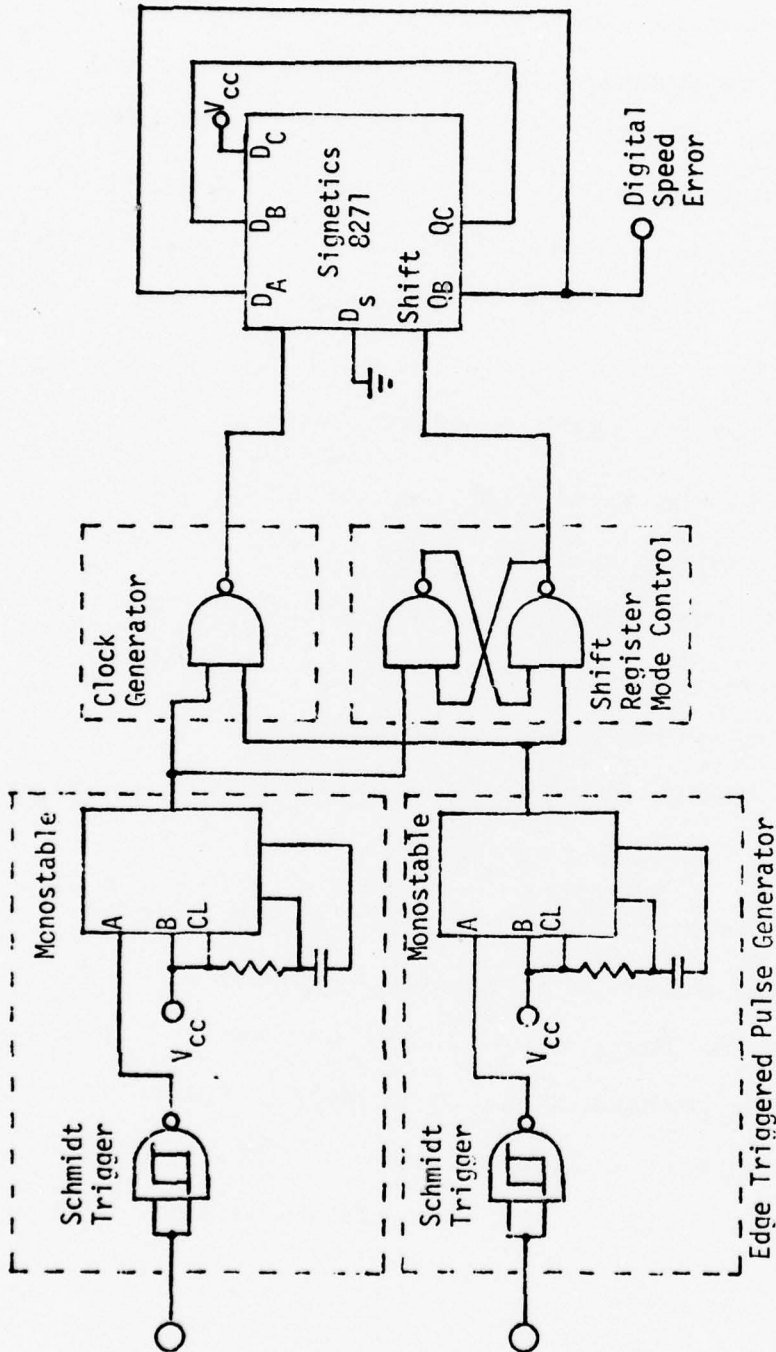 Schmidt
Trigger
Monostable
A
B
CL
Vcc
Clock
Generator
Schmidt
Trigger
Monostable
A
B
CL
Vcc
Edge Triggered Pulse Generator
Shift
Register
Mode Control
Vcc
DA
DB
DC
Ds
Signetics
8271
Shift
QB
QC
Digital
Speed
Error